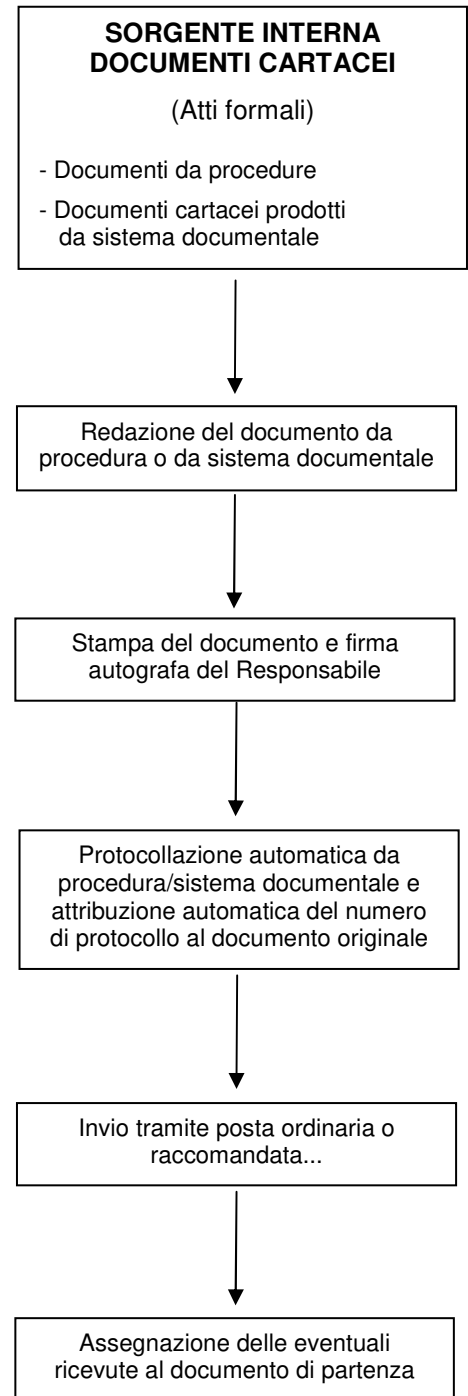 SORGENTE INTERNA
DOCUMENTI CARTACEI
(Atti formali)
- Documenti da procedure
- Documenti cartacei prodotti
da sistema documentale
Redazione del documento da
procedura o da sistema documentale
Stampa del documento e firma
autografa del Responsabile
Protocollazione automatica da
procedura/sistema documentale e
attribuzione automatica del numero
di protocollo al documento originale
Invio tramite posta ordinaria o
raccomandata...
Assegnazione delle eventuali
ricevute al documento di partenza